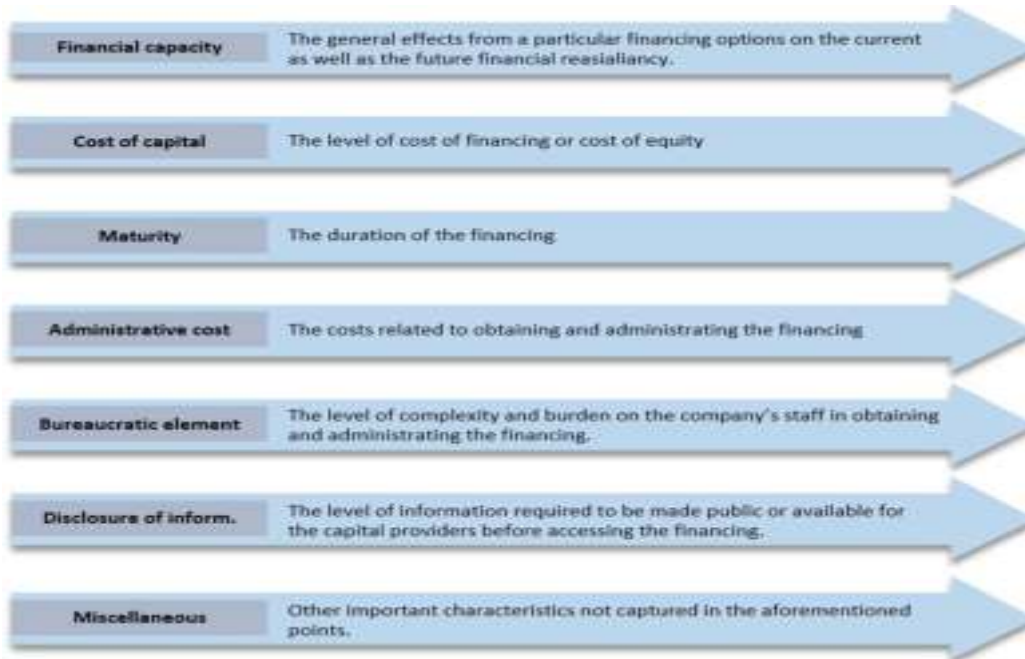 Financial capacity
The general effects from a particular financing options on the current
as well as the future financial reasiallancy.
Cost of capital
The level of cost of financing or cost of equity
Maturity
The duration of the financing
Administrative cost
The costs related to obtaining and administrating the financing
Bureaucratic element
The level of complexity and burden on the company's staff in obtaining
and administrating the financing.
Disclosure of inform.
The level of information required to be made public or available for
the capital providers before accessing the financing.
Miscellaneous
Other important characteristics not captured in the aforementioned
points.